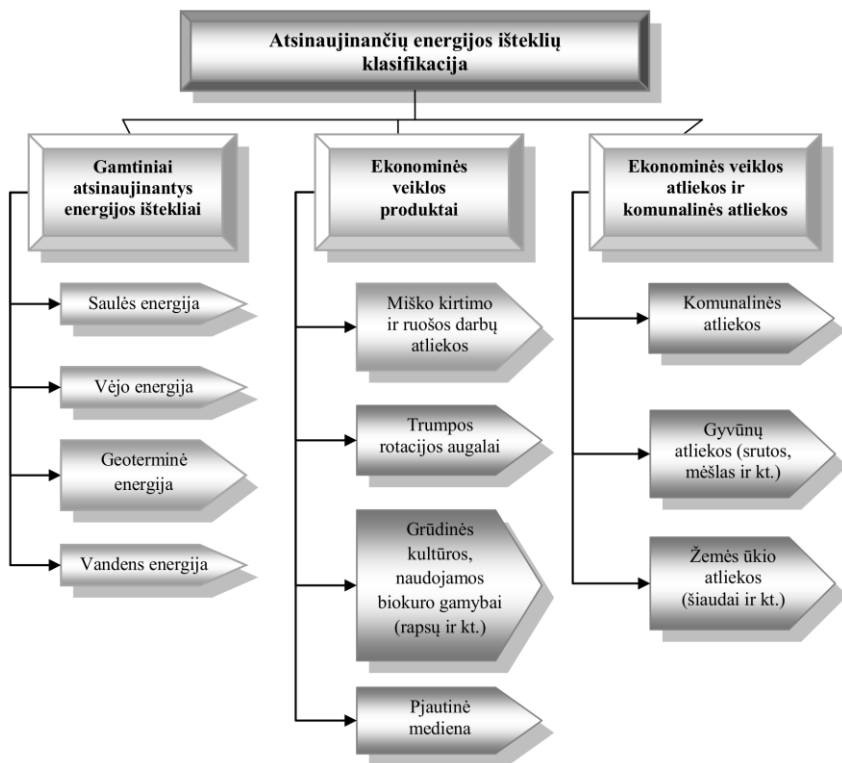 Atsinaujinančių energijos išteklių
klasifikacija
Gamtiniai
atsinaujinantys
energijos ištekliai
Saulės energija
Vėjo energija
Geoterminė
energija
Vandens energija
Ekonominės
veiklos
produktai
Miško kirtimo
ir ruošos darbų
atliekos
Trumpos
rotacijos augalai
Grūdinės
kultūros,
naudojamos
biokuro gamybai
(rapsų ir kt.)
Pjautinė
mediena
Ekonominės veiklos
atliekos ir
komunalinės atliekos
Komunalinės
atliekos
Gyvūnų
atliekos (srutos,
mėšlas ir kt.)
Žemės ūkio
atliekos
(šiaudai ir kt.)